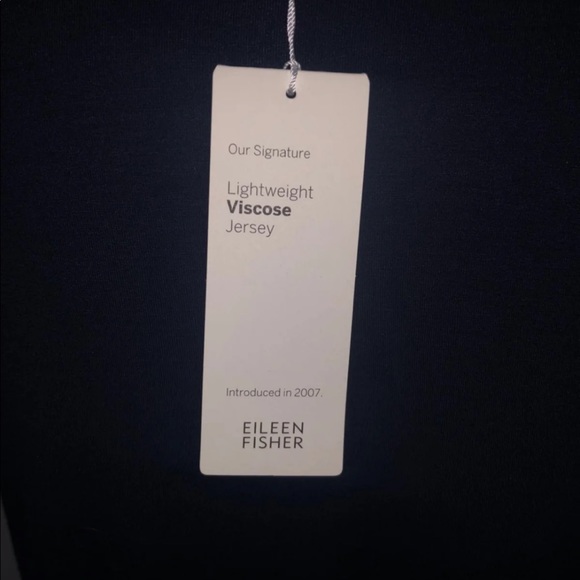 Our Signature
Lightweight
Viscose
Jersey
Introduced in 2007.
EILEEN
FISHER